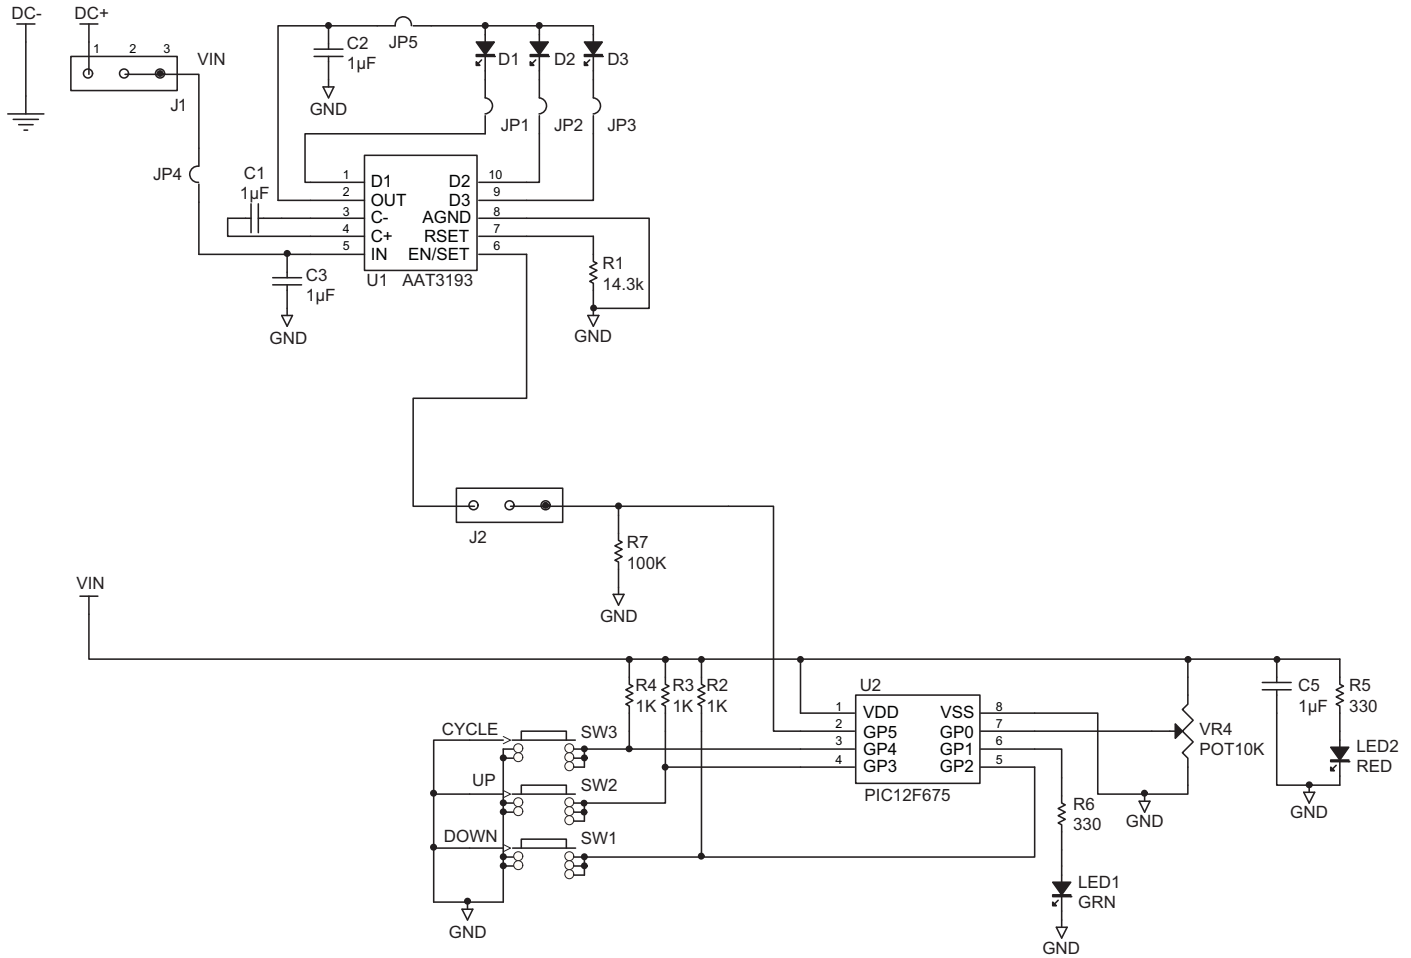 DC-
DC+
1 2 3
VIN
J1
JP4
C2
1µF
GND
JP5
D1
D2
D3
JP1
JP2
JP3
C1
1µF
1 D1
2 OUT
3 C-
4 C+
5 IN
D2 10
D3 9
AGND 8
RSET 7
EN/SET 6
U1 AAT3193
C3
1µF
GND
R1
14.3k
GND
J2
R7
100K
GND
VIN
R4
1K
R3
1K
R2
1K
U2
1 VDD
2 GP5
3 GP4
4 GP3
VSS 8
GP0 7
GP1 6
GP2 5
PIC12F675
CYCLE
SW3
UP
SW2
DOWN
SW1
GND
R6
330
LED1
GRN
GND
VR4
POT10K
GND
C5
1µF
R5
330
LED2
RED
GND